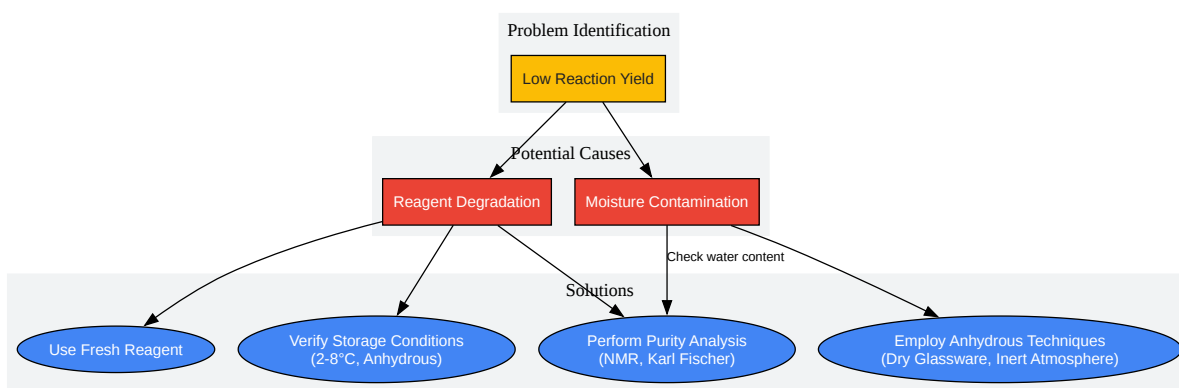 Problem Identification
Low Reaction Yield
Potential Causes
Reagent Degradation
Moisture Contamination
Check water content
Solutions
Use Fresh Reagent
Verify Storage Conditions
(2-8°C, Anhydrous)
Perform Purity Analysis
(NMR, Karl Fischer)
Employ Anhydrous Techniques
(Dry Glassware, Inert Atmosphere)